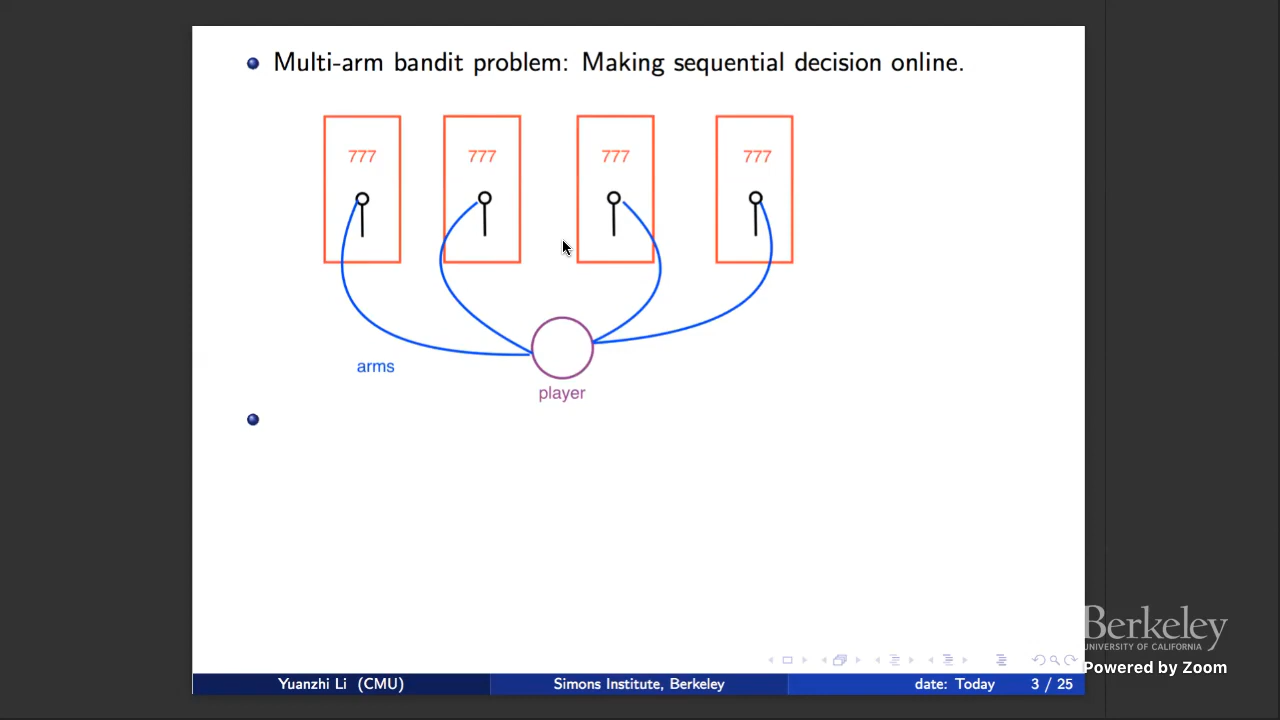 Multi-arm bandit problem: Making sequential decision online.
777 777 777 777
arms
player
Berkeley
UNIVERSITY OF CALIFORNIA
Powered by Zoom
Yuanzhi Li (CMU) Simons Institute, Berkeley date: Today 3 / 25